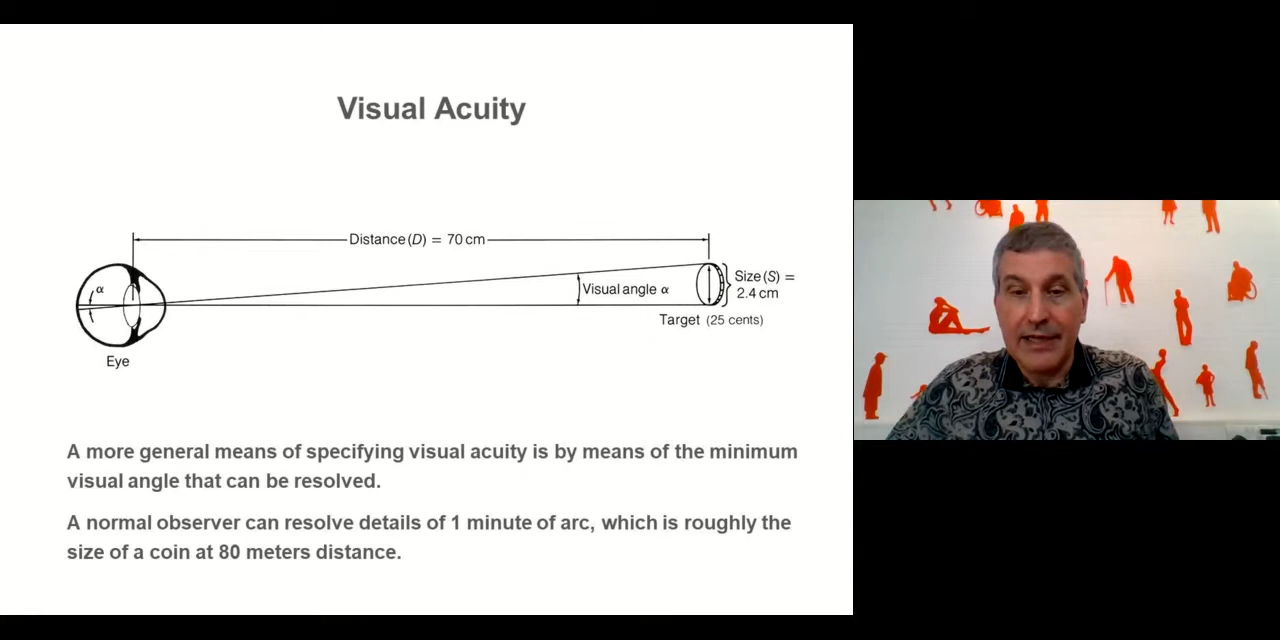 Visual Acuity
Distance (D) = 70 cm
α
Visual angle α
Size (S) =
2.4 cm
Target (25 cents)
Eye
A more general means of specifying visual acuity is by means of the minimum
visual angle that can be resolved.
A normal observer can resolve details of 1 minute of arc, which is roughly the
size of a coin at 80 meters distance.